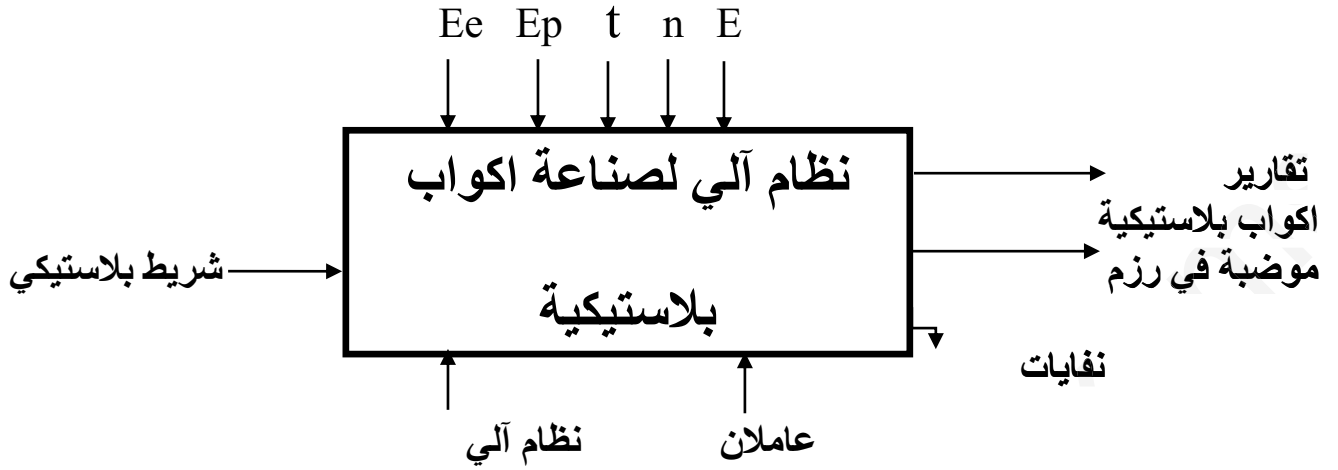 Ee Ep t n E
نظام آلي لصناعة اكواب
بلاستيكية
شريط بلاستيكي
تقارير
اكواب بلاستيكية
موضبة في رزم
نفايات
نظام آلي
عاملان